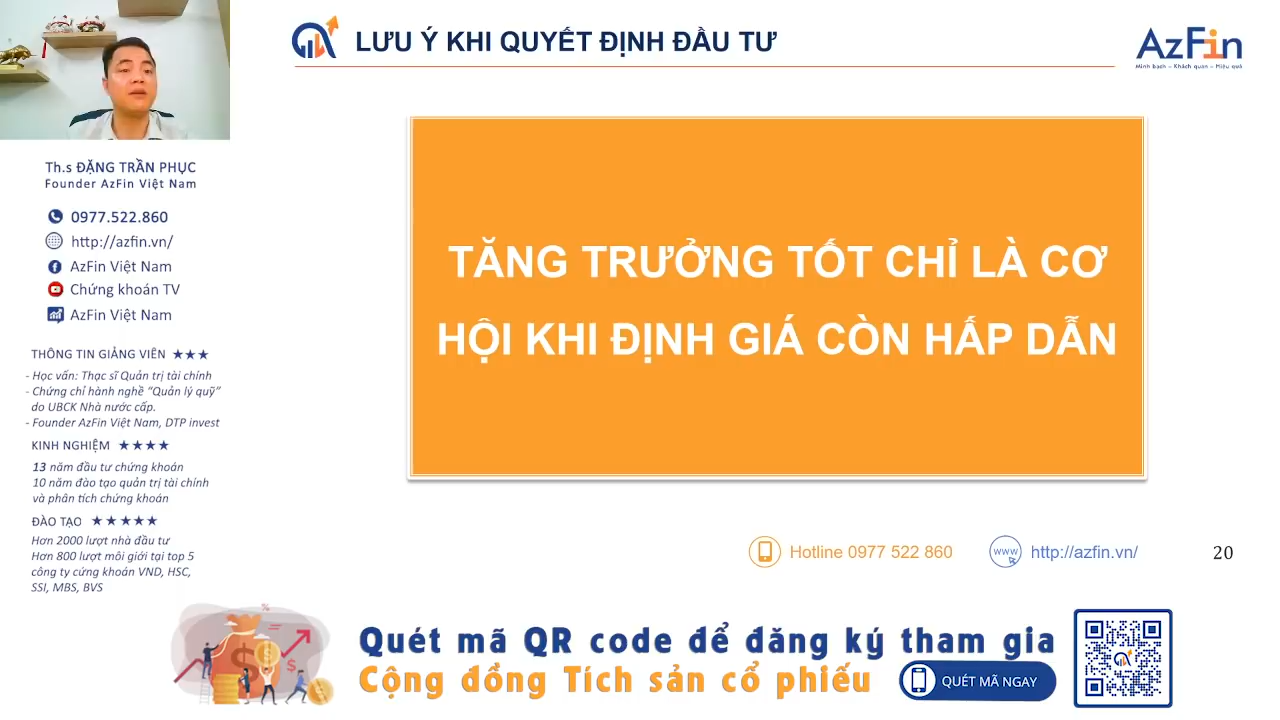 LƯU Ý KHI QUYẾT ĐỊNH ĐẦU TƯ
AzFin
Minh bạch – Khách quan – Hiệu quả
Th.s ĐẶNG TRẦN PHỤC
Founder AzFin Việt Nam
0977.522.860
http://azfin.vn/
AzFin Việt Nam
Chứng khoán TV
AzFin Việt Nam
THÔNG TIN GIẢNG VIÊN ★★★
- Học vấn: Thạc sĩ Quản trị tài chính
- Chứng chỉ hành nghề “Quản lý quỹ”
do UBCK Nhà nước cấp.
- Founder AzFin Việt Nam, DTP invest
KINH NGHIỆM ★★★★
13 năm đầu tư chứng khoán
10 năm đào tạo quản trị tài chính
và phân tích chứng khoán
ĐÀO TẠO ★★★★★
Hơn 2000 lượt nhà đầu tư
Hơn 800 lượt môi giới tại top 5
công ty cứng khoán VND, HSC,
SSI, MBS, BVS
TĂNG TRƯỞNG TỐT CHỈ LÀ CƠ
HỘI KHI ĐỊNH GIÁ CÒN HẤP DẪN
Hotline 0977 522 860
www
http://azfin.vn/
20
Quét mã QR code để đăng ký tham gia
Cộng đồng Tích sản cổ phiếu
QUÉT MÃ NGAY